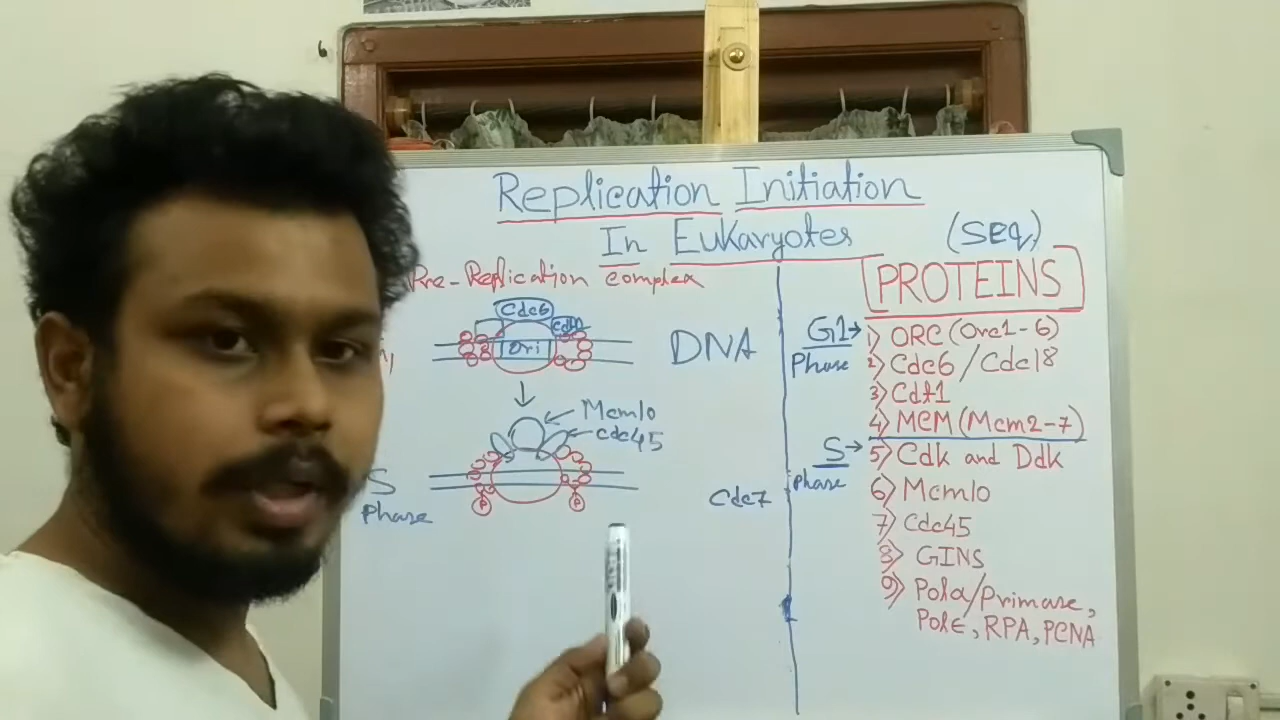 Replication Initiation
In Eukaryotes (seq)
Pre-Replication complex
PROTEINS
Cdc6
Cdt1
Ori
DNA
Mcm10
Cdc45
S
Phase
Cdc7
G1→
Phase
1) ORC (Orc1-6)
2) Cdc6/Cdc18
3) Cdt1
4) MCM (Mcm2-7)
S→
Phase
5) Cdk and Ddk
6) Mcm10
7) Cdc45
8) GINS
9) Polα/Primase,
Polε, RPA, PCNA
P
P